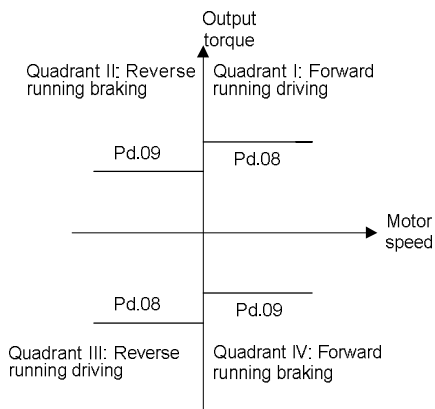 Output
torque
Quadrant II: Reverse
running braking
Quadrant I: Forward
running driving
Pd.09
Pd.08
Motor
speed
Pd.08
Pd.09
Quadrant III: Reverse
running driving
Quadrant IV: Forward
running braking